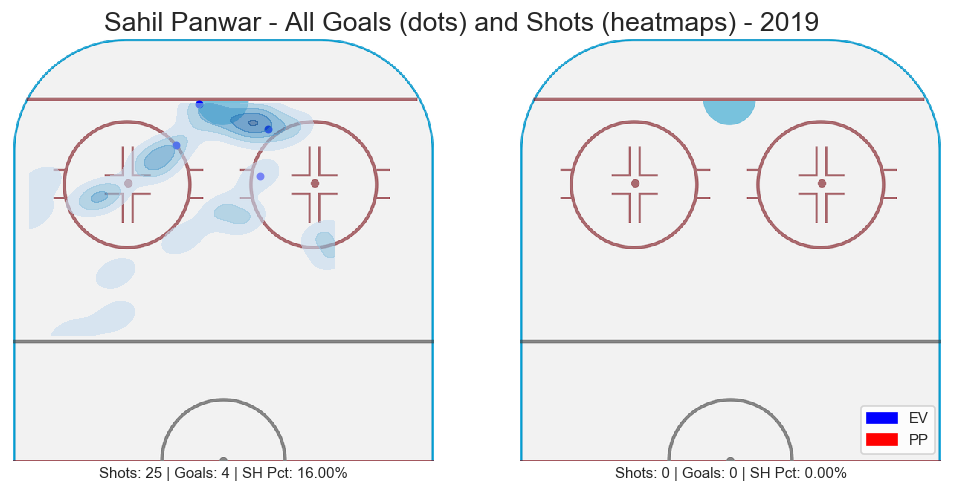 Sahil Panwar - All Goals (dots) and Shots (heatmaps) - 2019
EV
PP
Shots: 25 | Goals: 4 | SH Pct: 16.00%
Shots: 0 | Goals: 0 | SH Pct: 0.00%